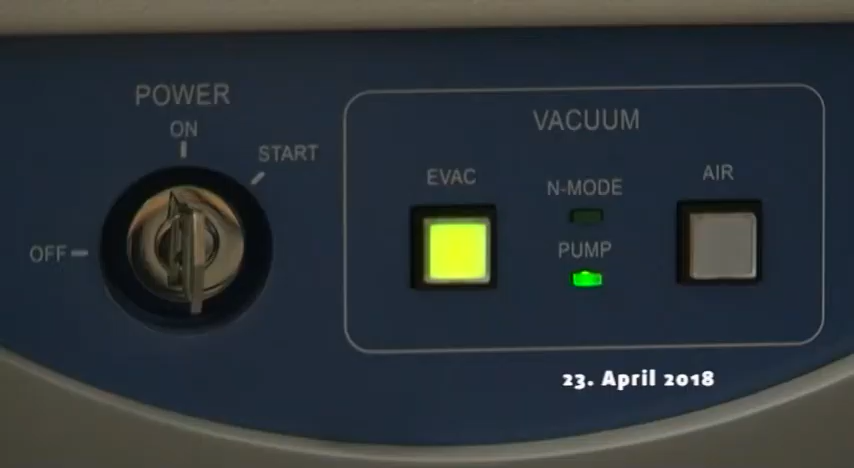 POWER
ON
START
OFF
VACUUM
EVAC
N-MODE
AIR
PUMP
23. April 2018